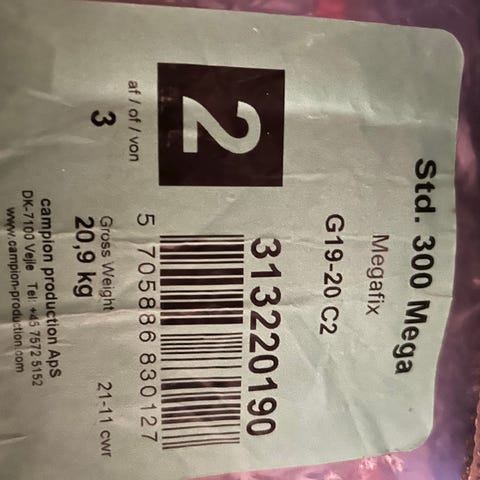 Std. 300 Mega
Megafix
G19-20 C2
2
313220190
5 705886 830127
af / of / von
3
Gross Weight
20,9 kg
21-11 cwr
campion production ApS
DK-7100 Vejle Tel: +45 7572 5152
www.campion-production.com